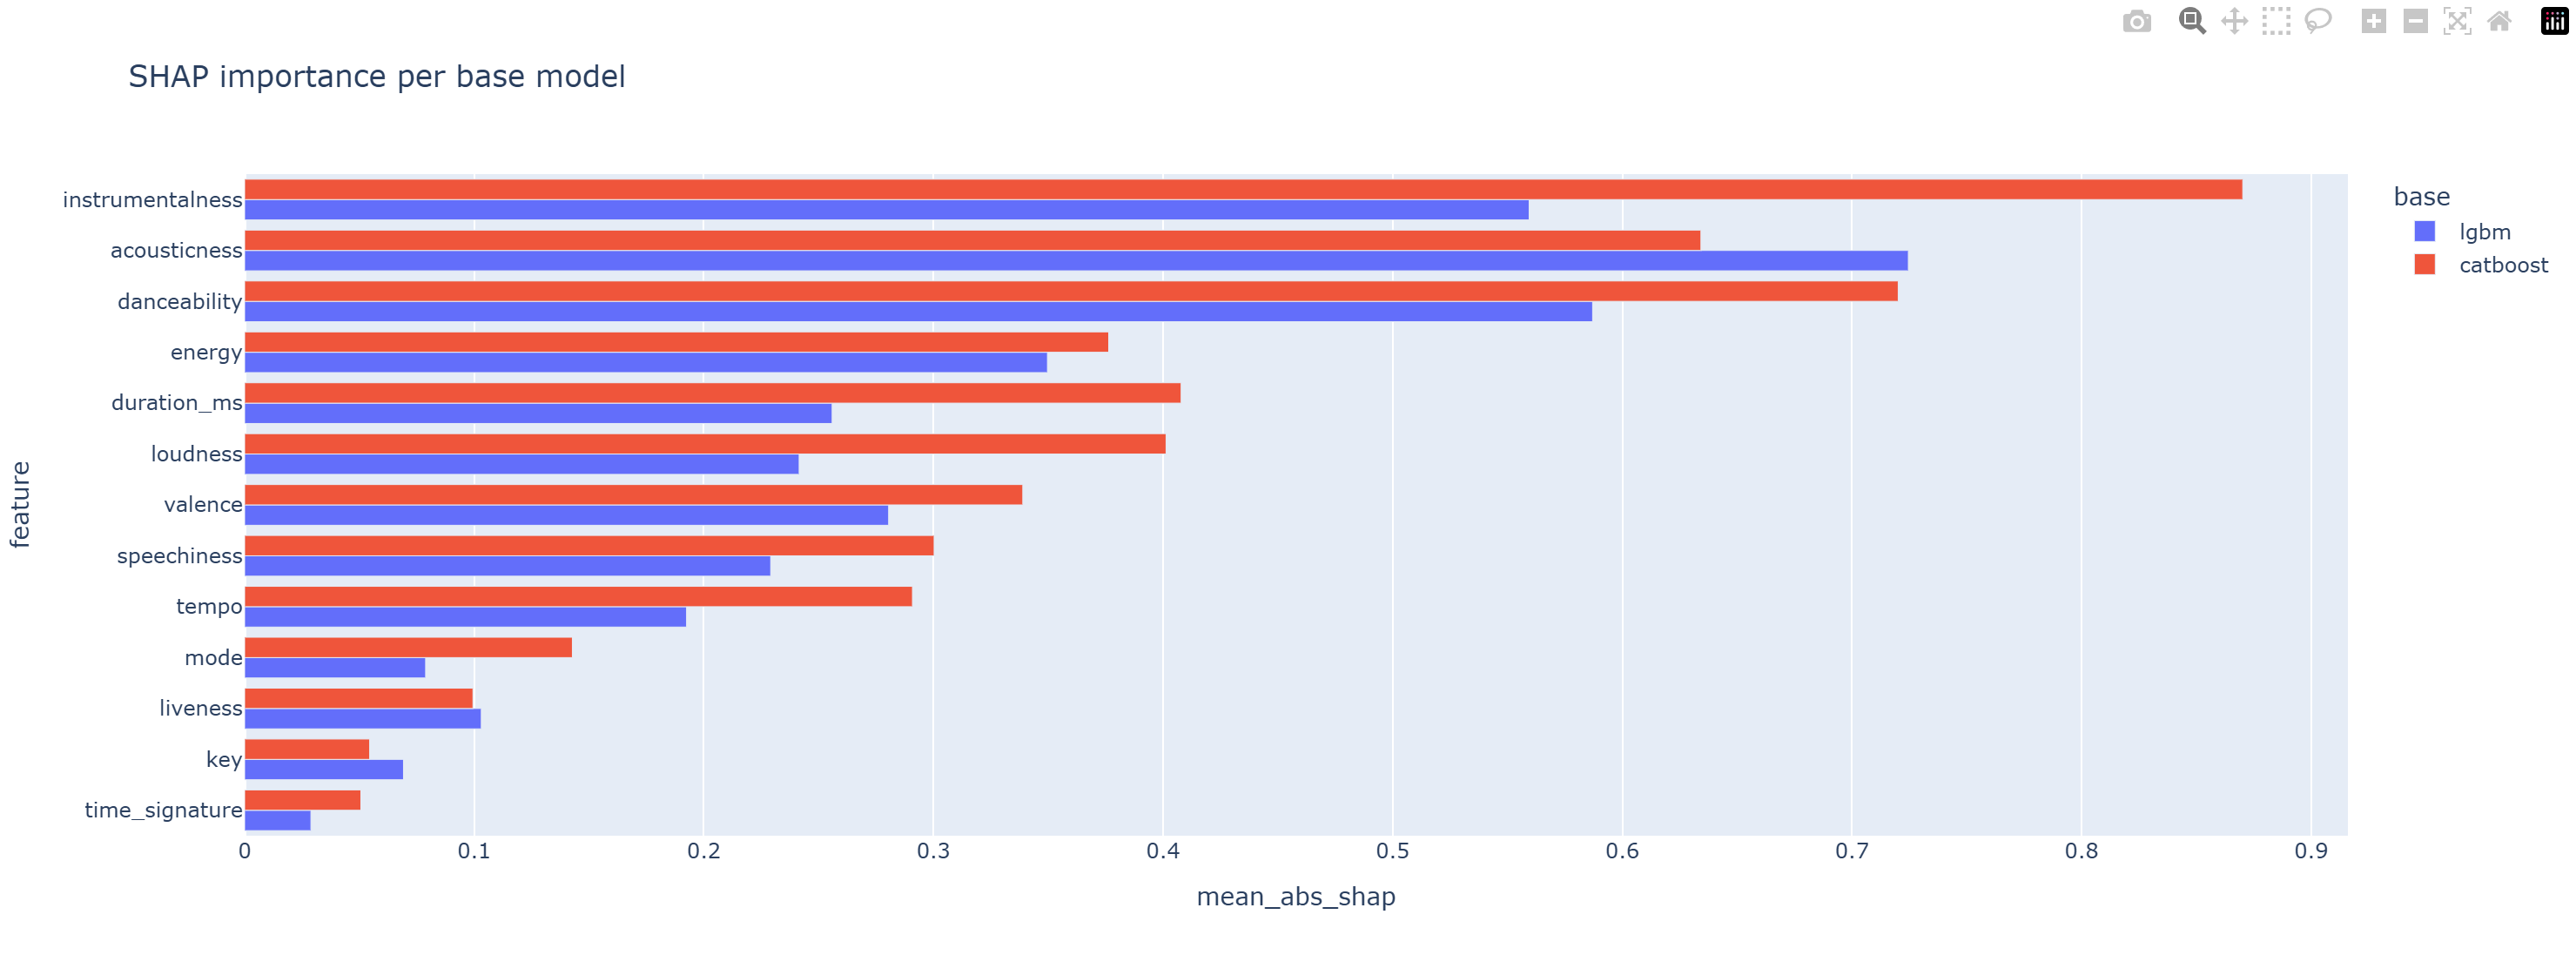 SHAP importance per base model
instrumentalness
acousticness
danceability
energy
duration_ms
loudness
valence
speechiness
tempo
mode
liveness
key
time_signature
feature
0 0.1 0.2 0.3 0.4 0.5 0.6 0.7 0.8 0.9
mean_abs_shap
base
lgbm
catboost